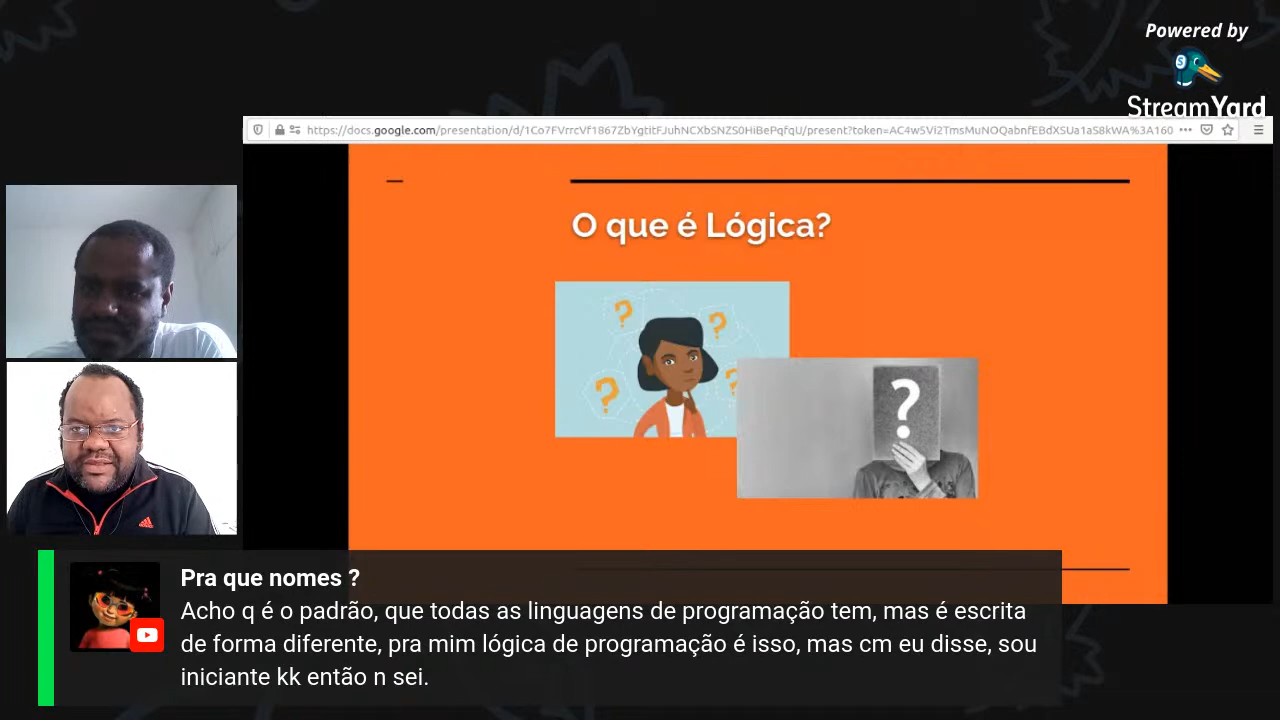 Powered by
StreamYard
https://docs.google.com/presentation/d/1Co7FVrrcVf1867ZbYgtitFJuhNCXbSNZS0HiBePqfqU/present?token=AC4w5Vi2TmsMuNOQabnfEBdXSUa1aS8kWA%3A160
O que é Lógica?
? ? ? ?
?
Pra que nomes ?
Acho q é o padrão, que todas as linguagens de programação tem, mas é escrita
de forma diferente, pra mim lógica de programação é isso, mas cm eu disse, sou
iniciante kk então n sei.